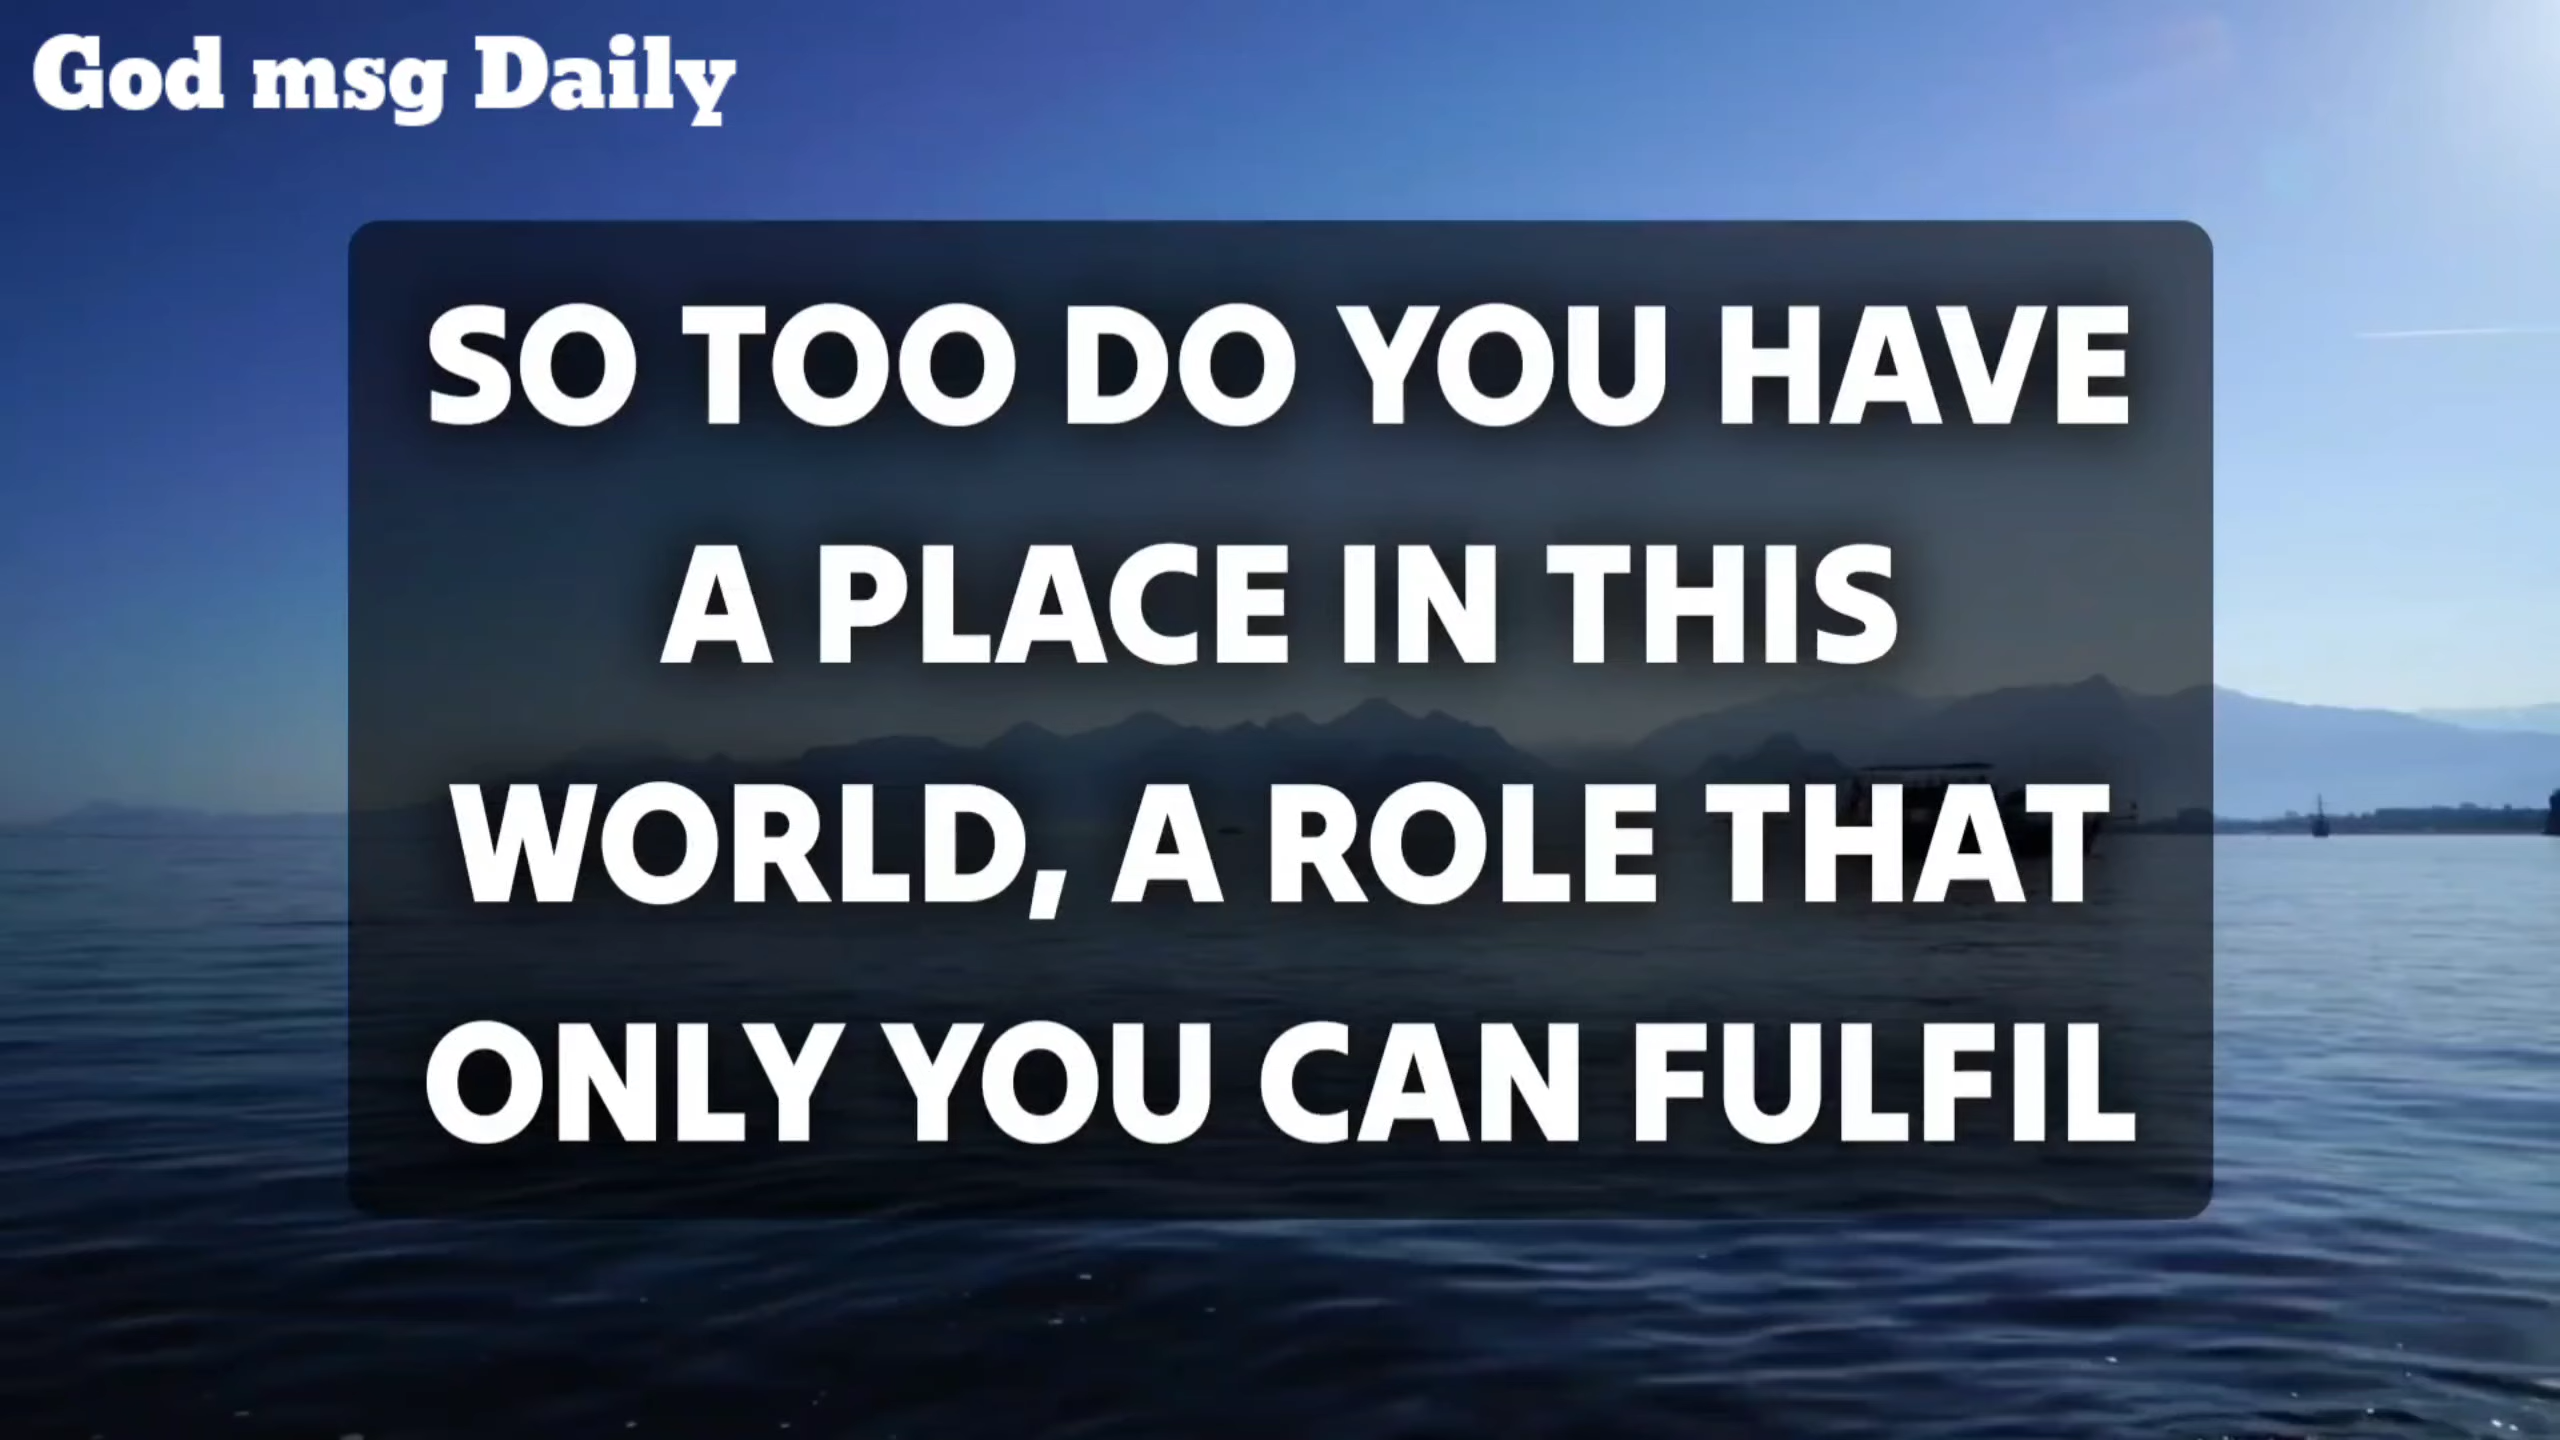 God msg Daily
SO TOO DO YOU HAVE
A PLACE IN THIS
WORLD, A ROLE THAT
ONLY YOU CAN FULFIL